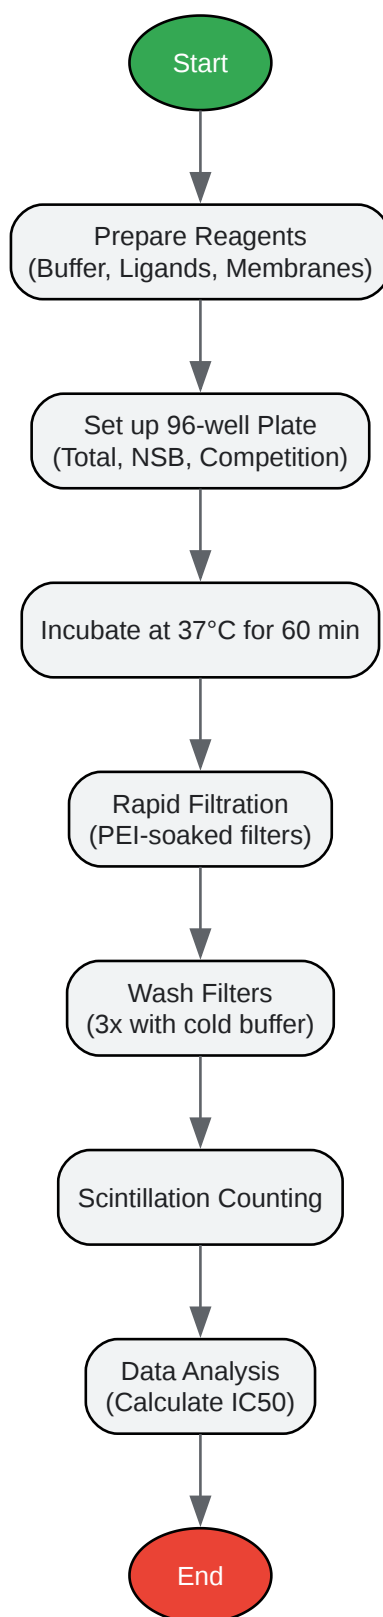 Start
Prepare Reagents
(Buffer, Ligands, Membranes)
Set up 96-well Plate
(Total, NSB, Competition)
Incubate at 37°C for 60 min
Rapid Filtration
(PEI-soaked filters)
Wash Filters
(3x with cold buffer)
Scintillation Counting
Data Analysis
(Calculate IC50)
End